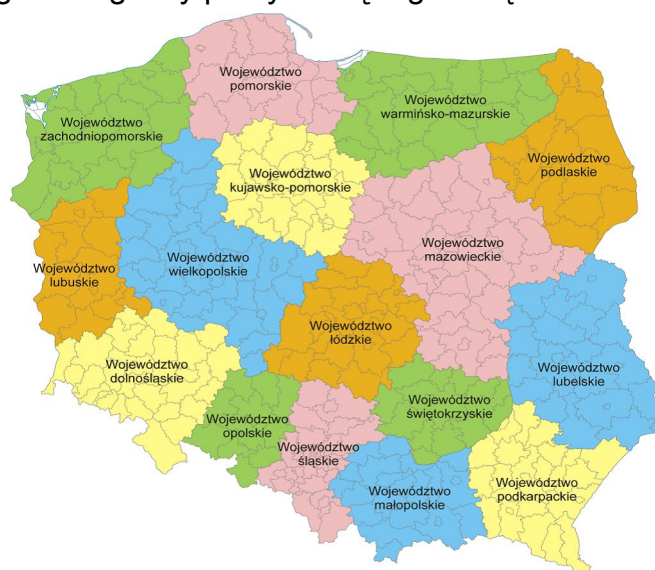 Województwo
pomorskie
Województwo
zachodniopomorskie
Województwo
warmińsko-mazurskie
Województwo
podlaskie
Województwo
kujawsko-pomorskie
Województwo
mazowieckie
Województwo
wielkopolskie
Województwo
lubuskie
Województwo
łódzkie
Województwo
lubelskie
Województwo
dolnośląskie
Województwo
świętokrzyskie
Województwo
opolskie
Województwo
śląskie
Województwo
małopolskie
Województwo
podkarpackie